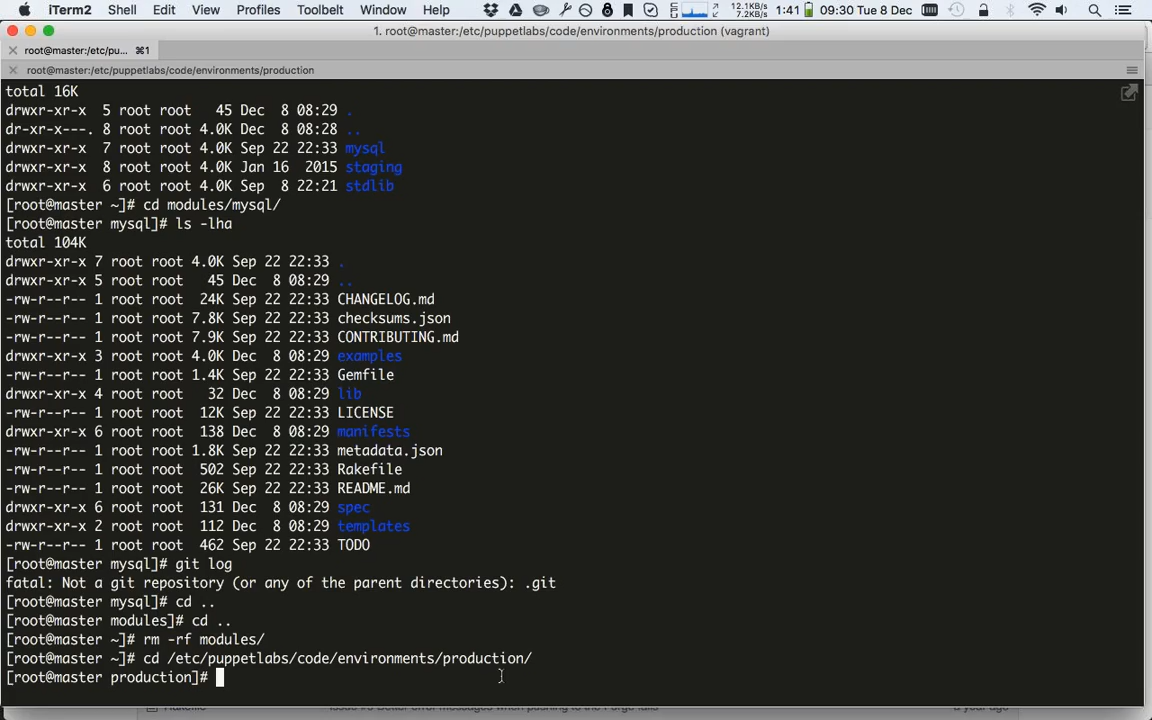 iTerm2 Shell Edit View Profiles Toolbelt Window Help 12.1KB/s 7.2KB/s 1:41 09:30 Tue 8 Dec
1. root@master:/etc/puppetlabs/code/environments/production (vagrant)
root@master:/etc/pu... ⌘1
root@master:/etc/puppetlabs/code/environments/production
total 16K
drwxr-xr-x 5 root root 45 Dec 8 08:29 .
dr-xr-x---. 8 root root 4.0K Dec 8 08:28 ..
drwxr-xr-x 7 root root 4.0K Sep 22 22:33 mysql
drwxr-xr-x 8 root root 4.0K Jan 16 2015 staging
drwxr-xr-x 6 root root 4.0K Sep 8 22:21 stdlib
[root@master ~]# cd modules/mysql/
[root@master mysql]# ls -lha
total 104K
drwxr-xr-x 7 root root 4.0K Sep 22 22:33 .
drwxr-xr-x 5 root root 45 Dec 8 08:29 ..
-rw-r--r-- 1 root root 24K Sep 22 22:33 CHANGELOG.md
-rw-r--r-- 1 root root 7.8K Sep 22 22:33 checksums.json
-rw-r--r-- 1 root root 7.9K Sep 22 22:33 CONTRIBUTING.md
drwxr-xr-x 3 root root 4.0K Dec 8 08:29 examples
-rw-r--r-- 1 root root 1.4K Sep 22 22:33 Gemfile
drwxr-xr-x 4 root root 32 Dec 8 08:29 lib
-rw-r--r-- 1 root root 12K Sep 22 22:33 LICENSE
drwxr-xr-x 6 root root 138 Dec 8 08:29 manifests
-rw-r--r-- 1 root root 1.8K Sep 22 22:33 metadata.json
-rw-r--r-- 1 root root 502 Sep 22 22:33 Rakefile
-rw-r--r-- 1 root root 26K Sep 22 22:33 README.md
drwxr-xr-x 6 root root 131 Dec 8 08:29 spec
drwxr-xr-x 2 root root 112 Dec 8 08:29 templates
-rw-r--r-- 1 root root 462 Sep 22 22:33 TODO
[root@master mysql]# git log
fatal: Not a git repository (or any of the parent directories): .git
[root@master mysql]# cd ..
[root@master modules]# cd ..
[root@master ~]# rm -rf modules/
[root@master ~]# cd /etc/puppetlabs/code/environments/production/
[root@master production]#